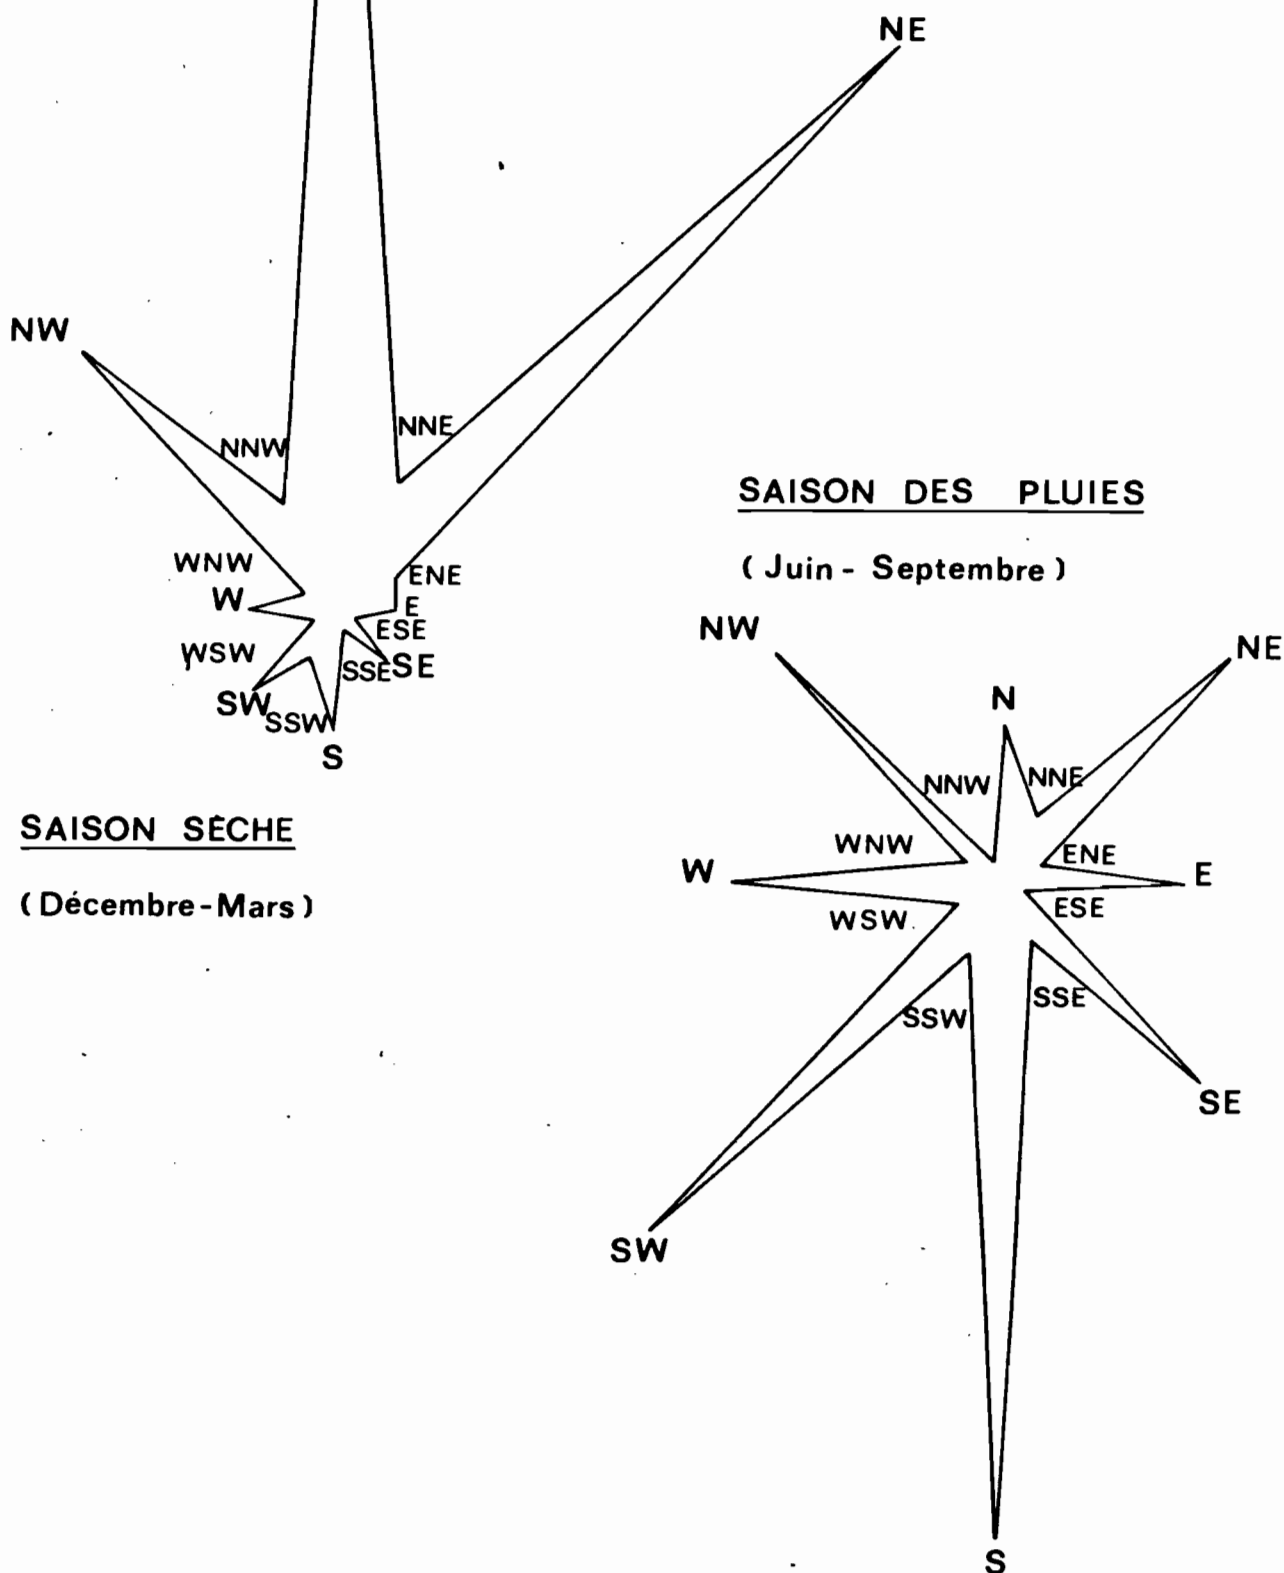 NE
NW
NNW
NNE
WNW
W
ENE
E
ESE
WSW
SSE
SE
SW
SSW
S
SAISON SÈCHE
(Décembre-Mars)
SAISON DES PLUIES
(Juin - Septembre)
NW
NE
N
NNW
NNE
WNW
ENE
W
E
WSW
ESE
SSW
SSE
SE
SW
S